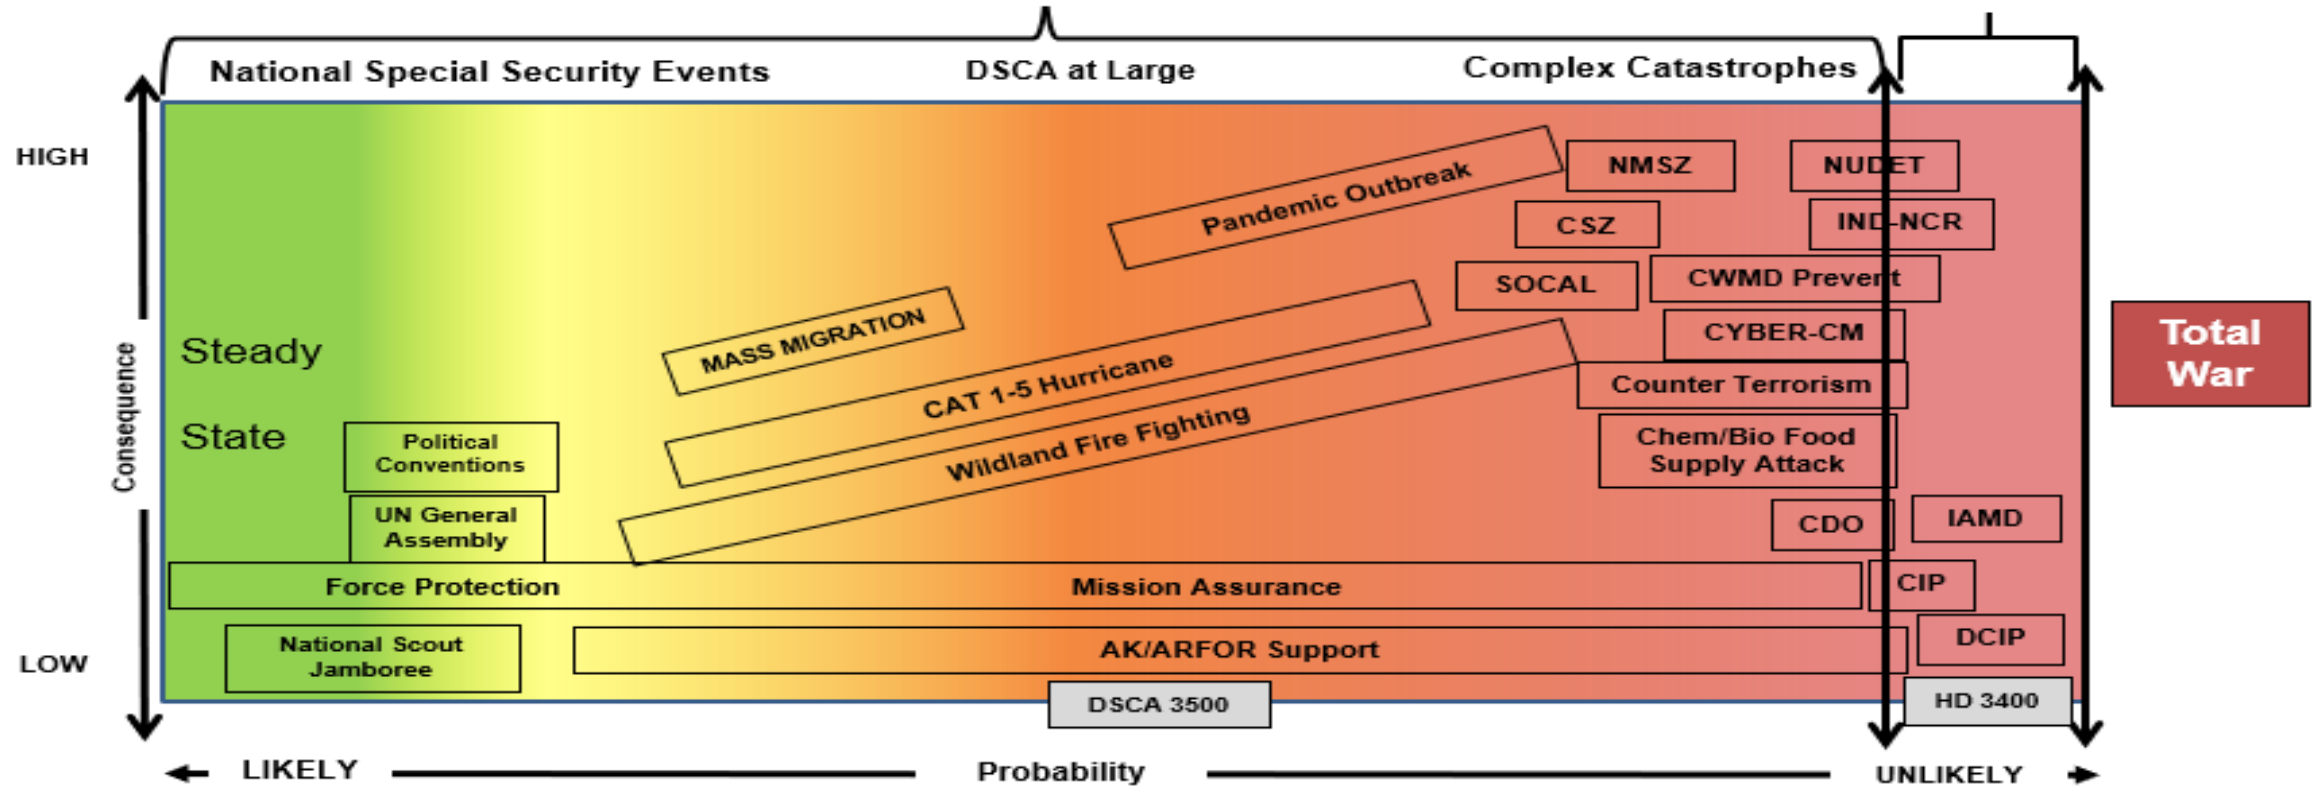 National Special Security Events
DSCA at Large
Complex Catastrophes
HIGH
Pandemic Outbreak
NMSZ
NUDET
CSZ
IND-NCR
SOCAL
CWMD Prevent
MASS MIGRATION
CYBER-CM
Total
War
Steady
CAT 1-5 Hurricane
Counter Terrorism
Consequence
State
Political
Conventions
Wildland Fire Fighting
Chem/Bio Food
Supply Attack
UN General
Assembly
CDO
IAMD
Force Protection
Mission Assurance
CIP
National Scout
Jamboree
AK/ARFOR Support
DCIP
LOW
DSCA 3500
HD 3400
LIKELY
Probability
UNLIKELY